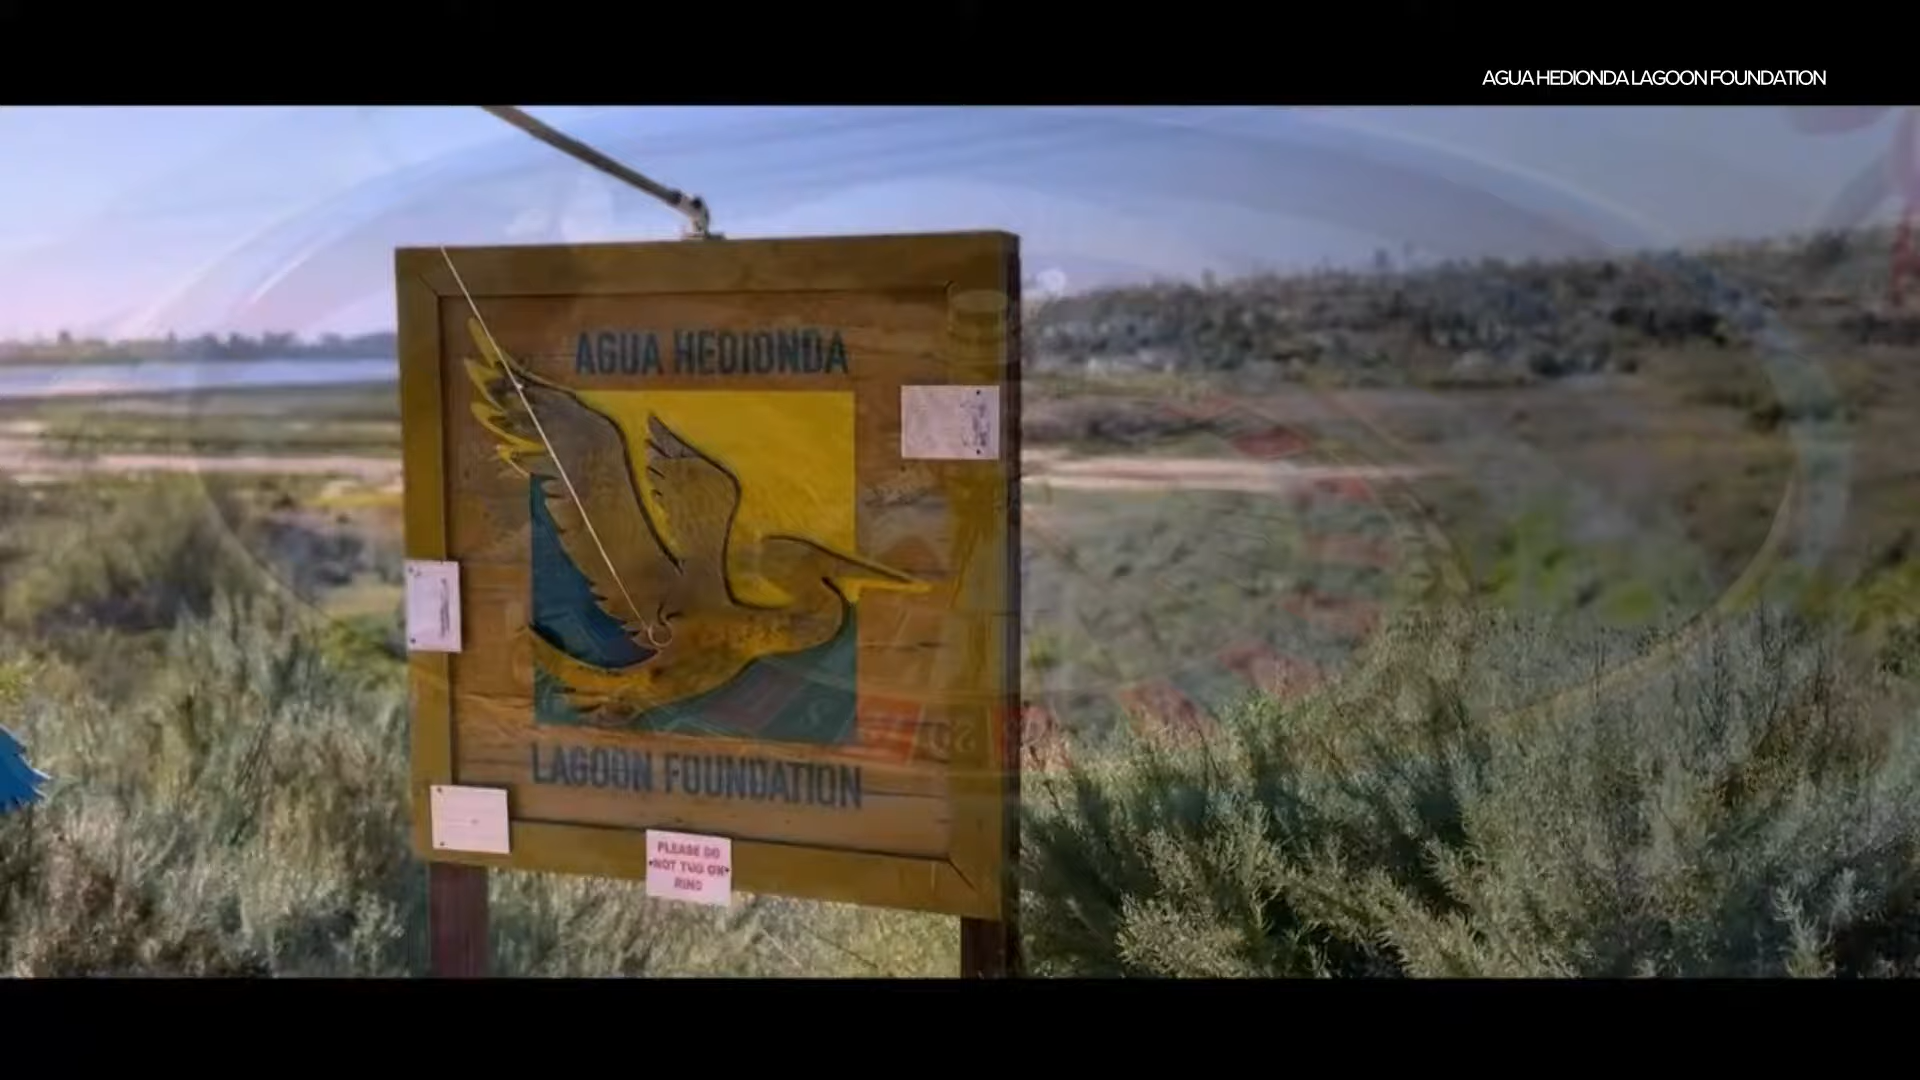 AGUA HEDIONDA LAGOON FOUNDATION
AGUA HEDIONDA
LAGOON FOUNDATION
PLEASE DO
NOT TUG ON
RING